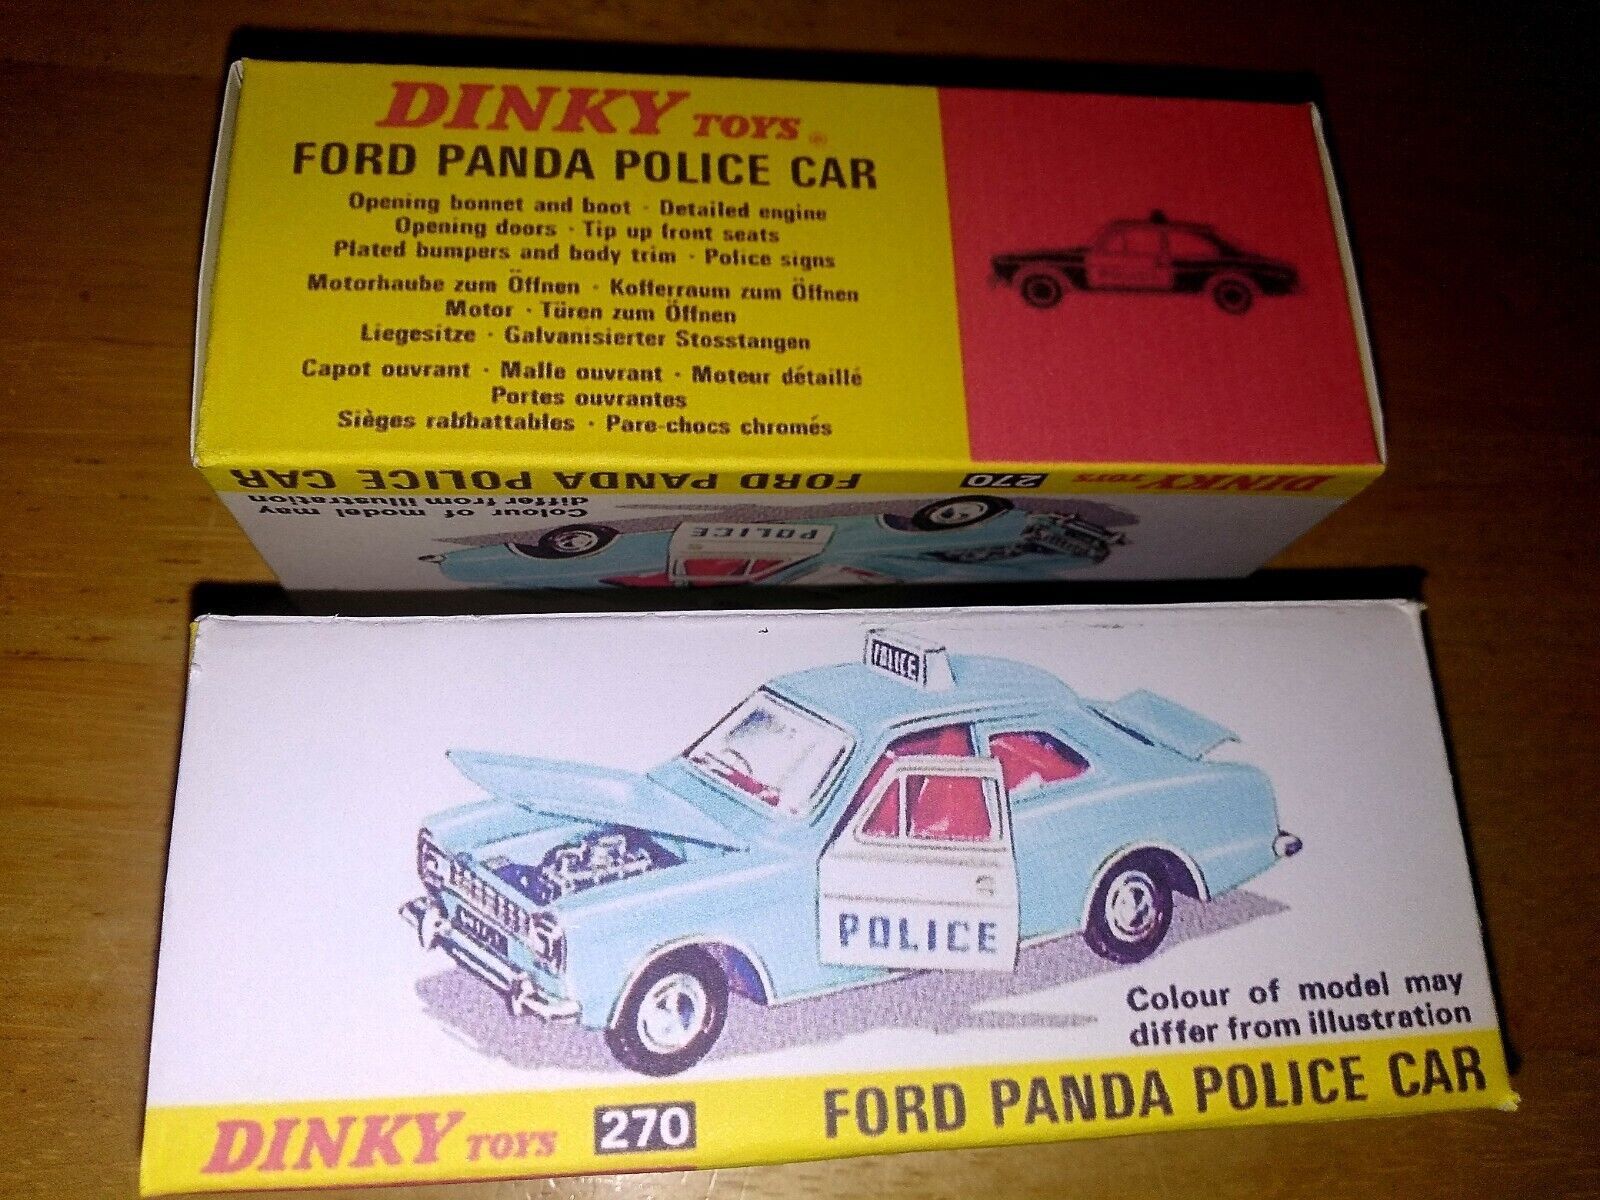 DINKY TOYS®
FORD PANDA POLICE CAR
Opening bonnet and boot · Detailed engine
Opening doors · Tip up front seats
Plated bumpers and body trim · Police signs
Motorhaube zum Öffnen · Kofferraum zum Öffnen
Motor · Türen zum Öffnen
Liegesitze · Galvanisierter Stosstangen
Capot ouvrant · Malle ouvrant · Moteur détaillé
Portes ouvrantes
Sièges rabbattables · Pare-chocs chromés
POLICE
DINKY TOYS 270 FORD PANDA POLICE CAR
Colour of model may
differ from illustration
POLICE
POLICE
POLICE
Colour of model may
differ from illustration
DINKY TOYS 270 FORD PANDA POLICE CAR